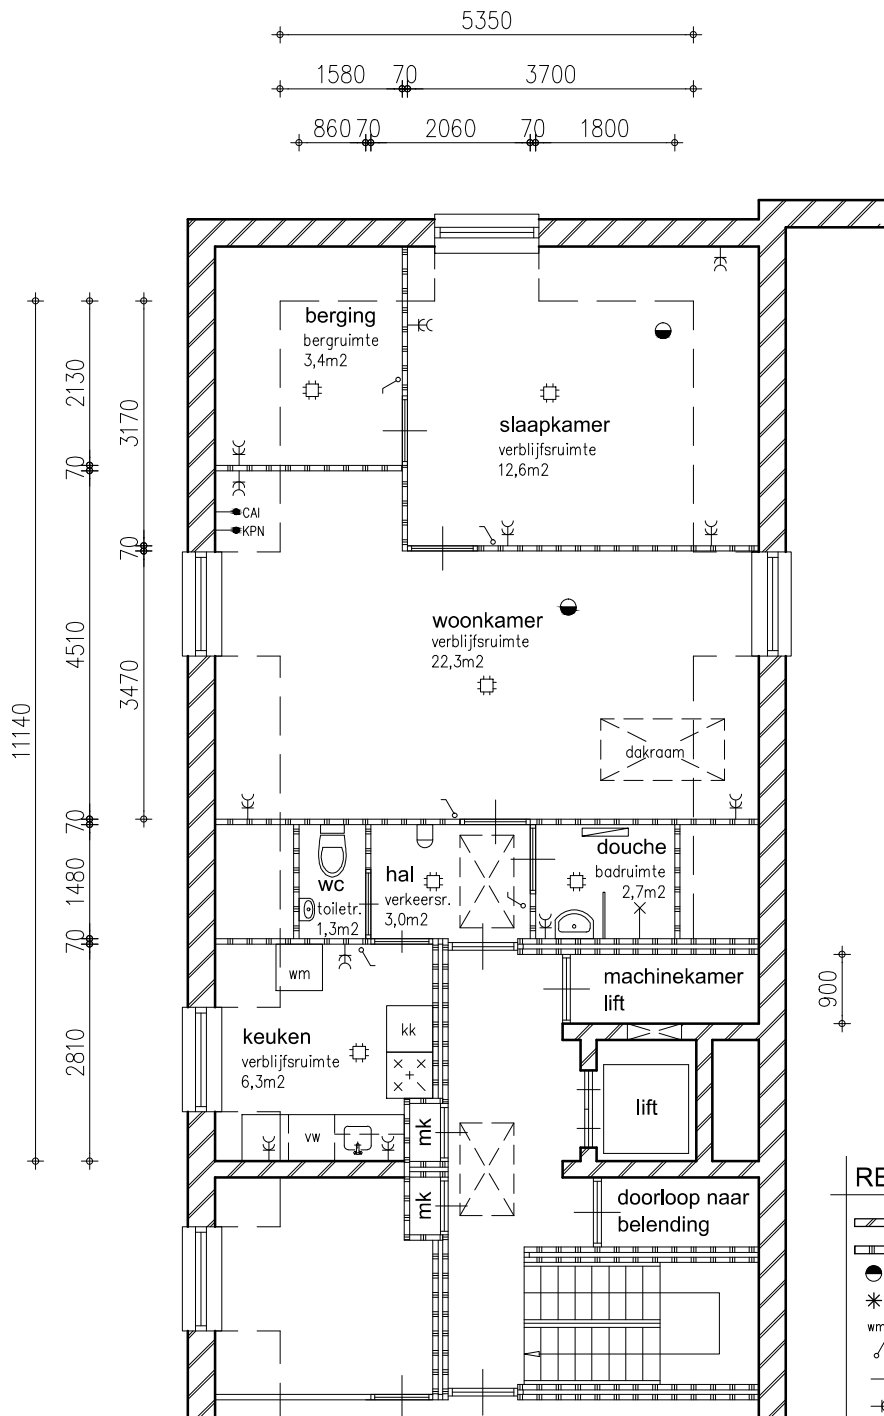 5350
1580 70 3700
860 70 2060 70 1800
berging
bergruimte
3,4m2
slaapkamer
verblijfsruimte
12,6m2
2130
3170
70
CAI
KPN
70
woonkamer
verblijfsruimte
22,3m2
4510
3470
11140
dakraam
70
1480
wc
toiletr.
1,3m2
hal
verkeersr.
3,0m2
douche
badruimte
2,7m2
70
wm
machinekamer
lift
900
keuken
verblijfsruimte
6,3m2
kk
2810
lift
vw
mk
mk
doorloop naar
belending
RE
wm